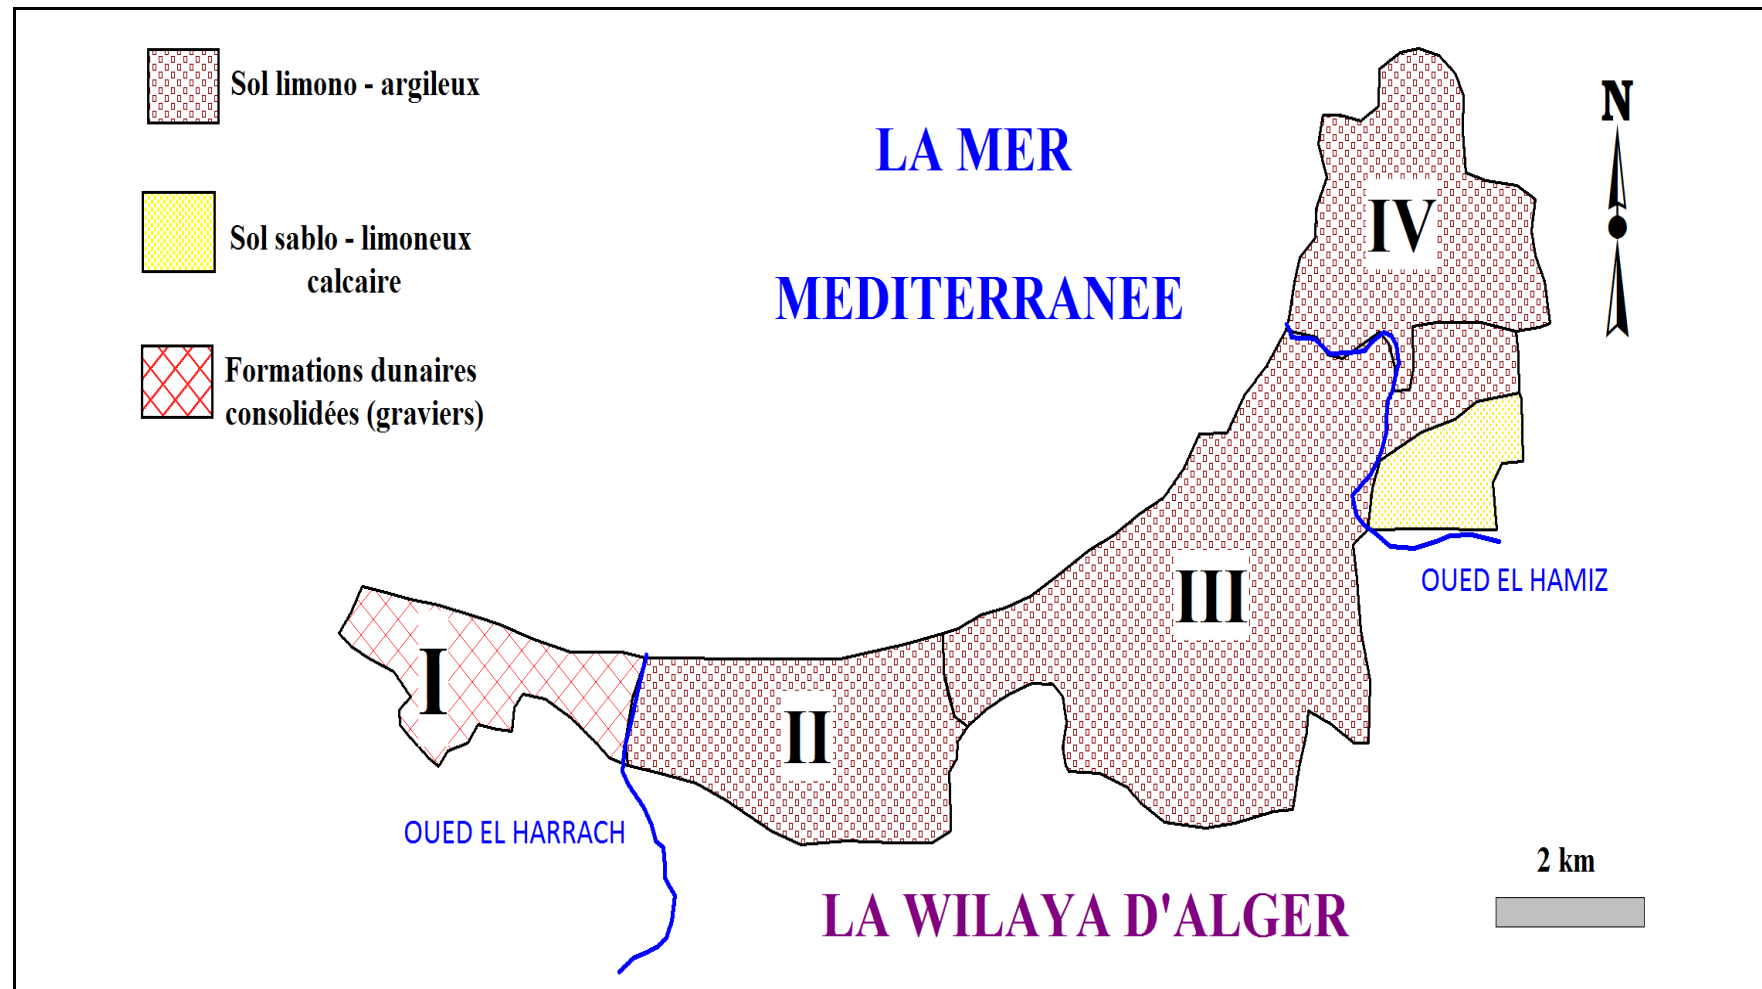 Sol limono - argileux
Sol sablo - limoneux
calcaire
Formations dunaires
consolidées (graviers)
LA MER
MEDITERRANEE
N
IV
III
I
II
OUED EL HAMIZ
OUED EL HARRACH
2 km
LA WILAYA D'ALGER